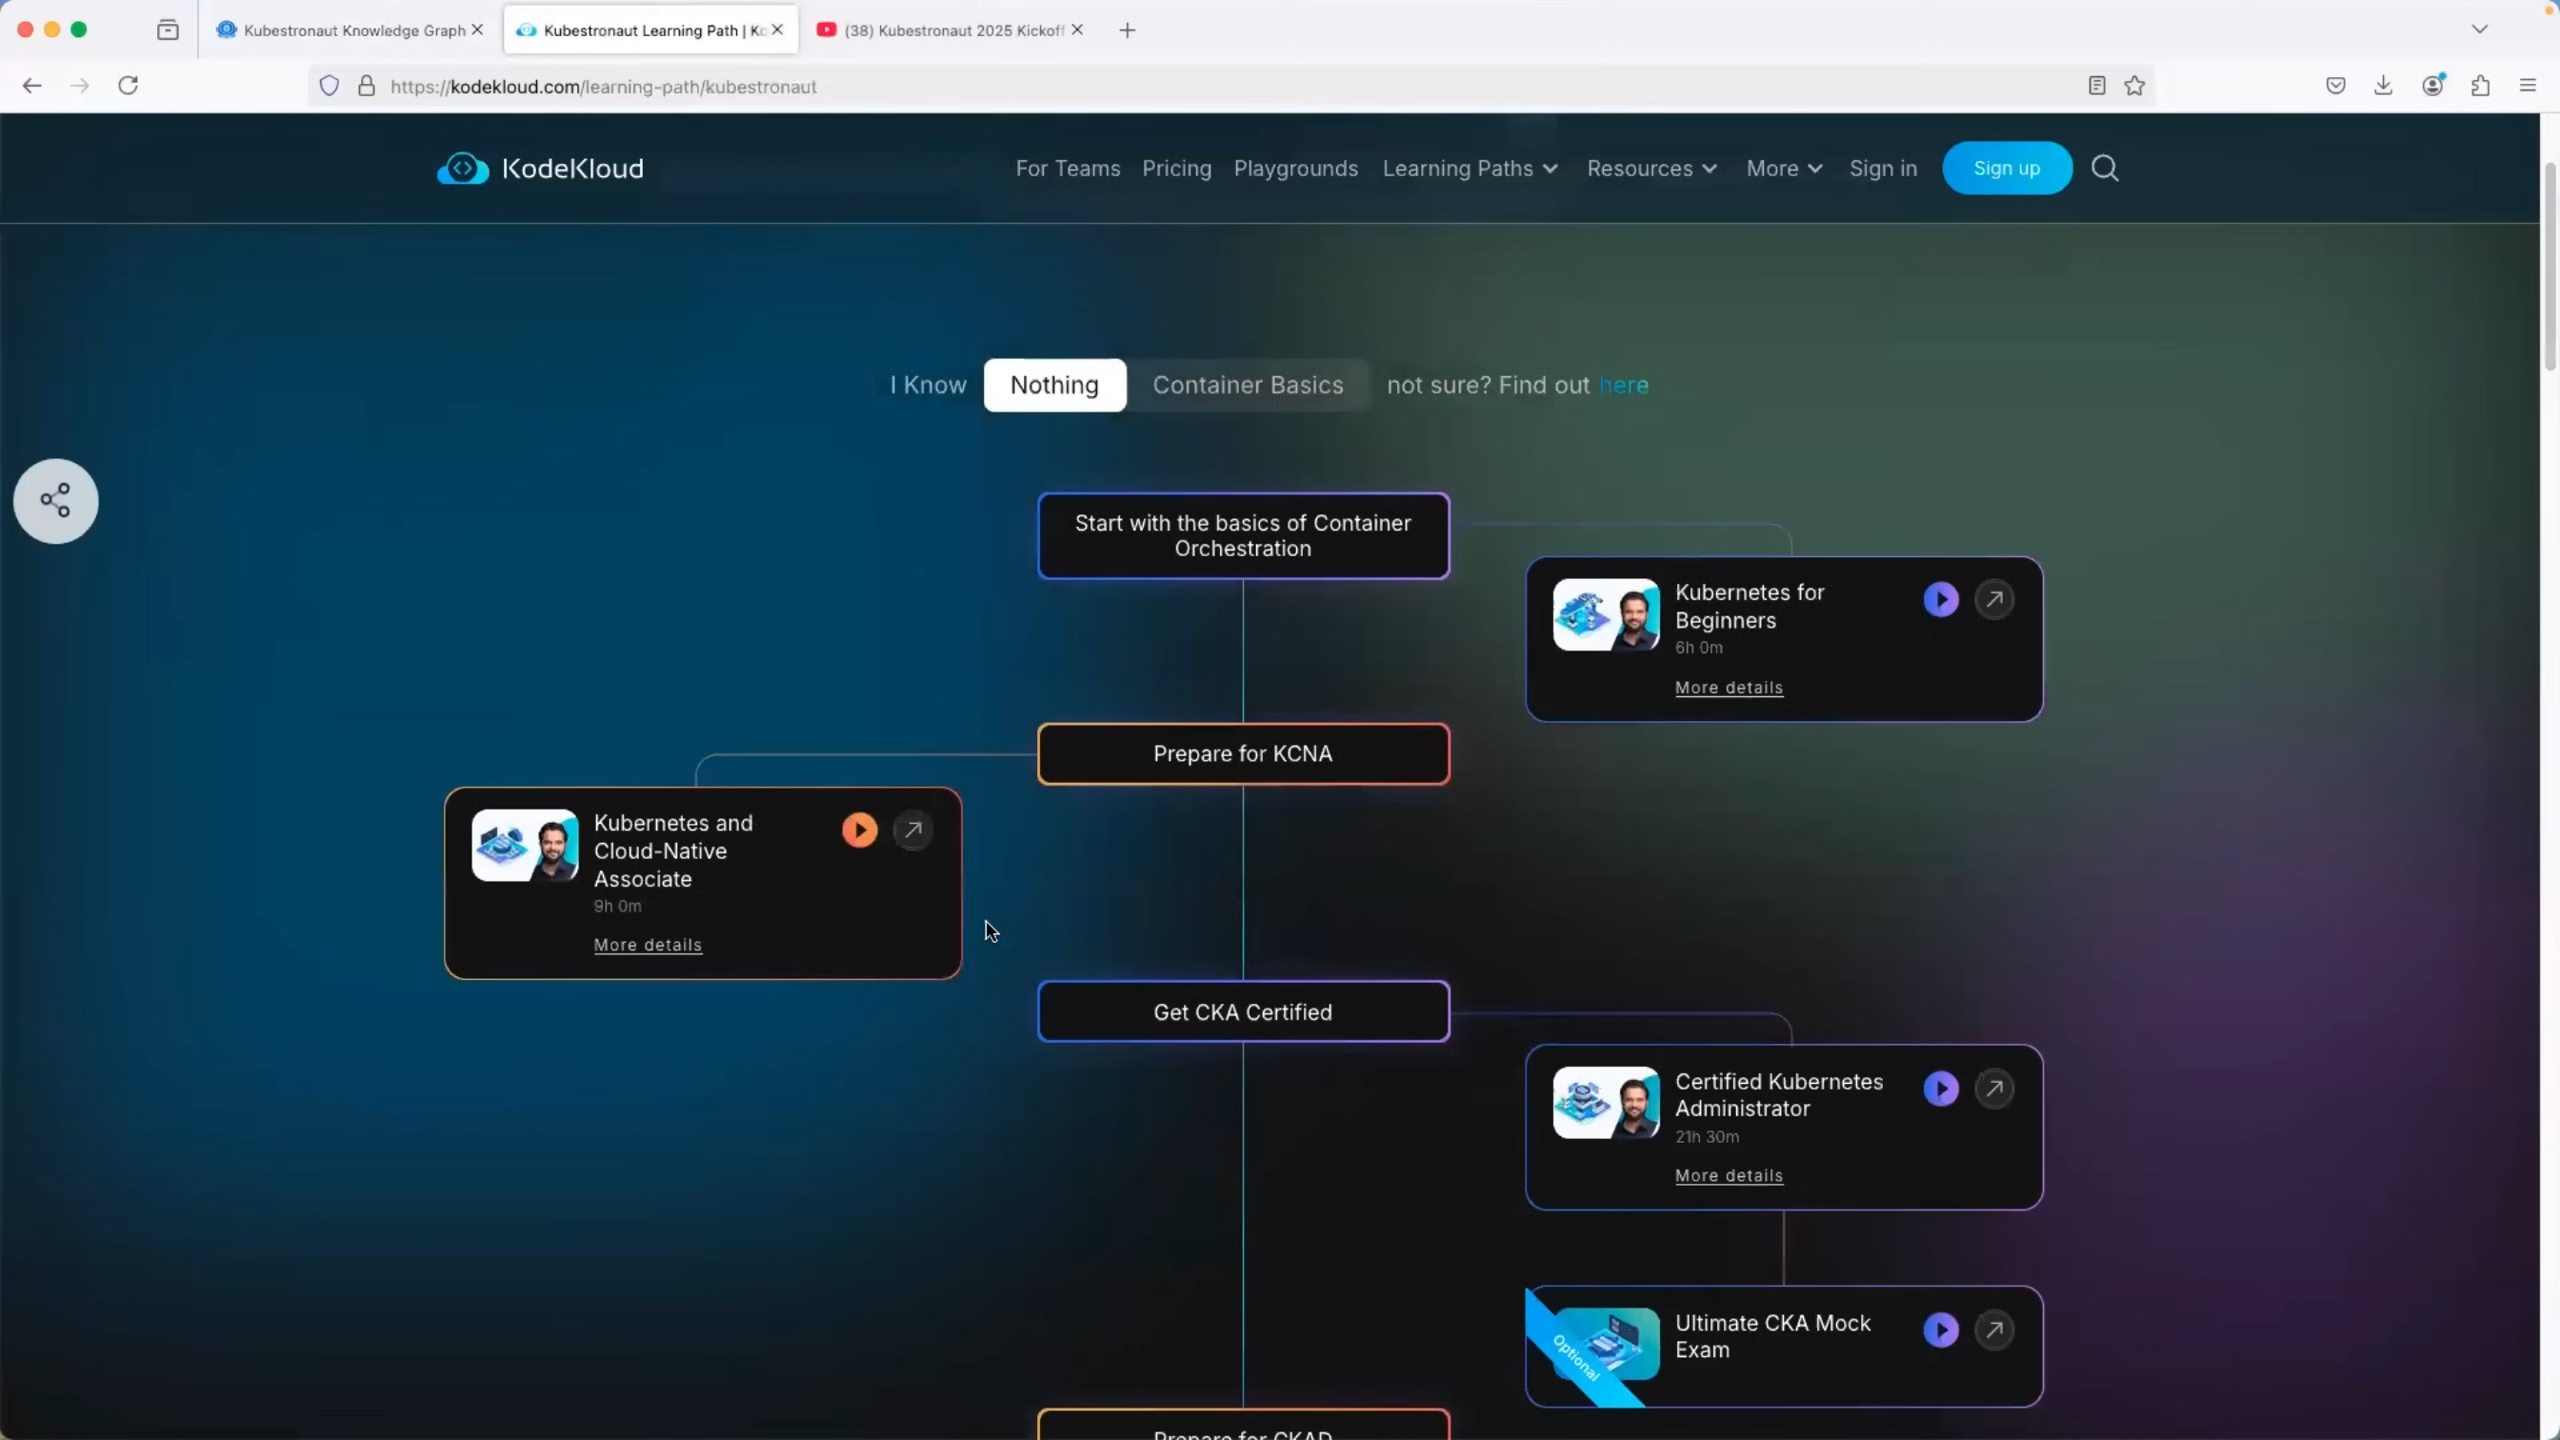 Kubestronaut Knowledge Graph
Kubestronaut Learning Path | Ko
(38) Kubestronaut 2025 Kickoff
https://kodekloud.com/learning-path/kubestronaut
KodeKloud
For Teams
Pricing
Playgrounds
Learning Paths
Resources
More
Sign in
Sign up
I Know
Nothing
Container Basics
not sure? Find out here
Start with the basics of Container
Orchestration
Kubernetes for
Beginners
6h 0m
More details
Prepare for KCNA
Kubernetes and
Cloud-Native
Associate
9h 0m
More details
Get CKA Certified
Certified Kubernetes
Administrator
21h 30m
More details
Optional
Ultimate CKA Mock
Exam
Prepare for CKAD